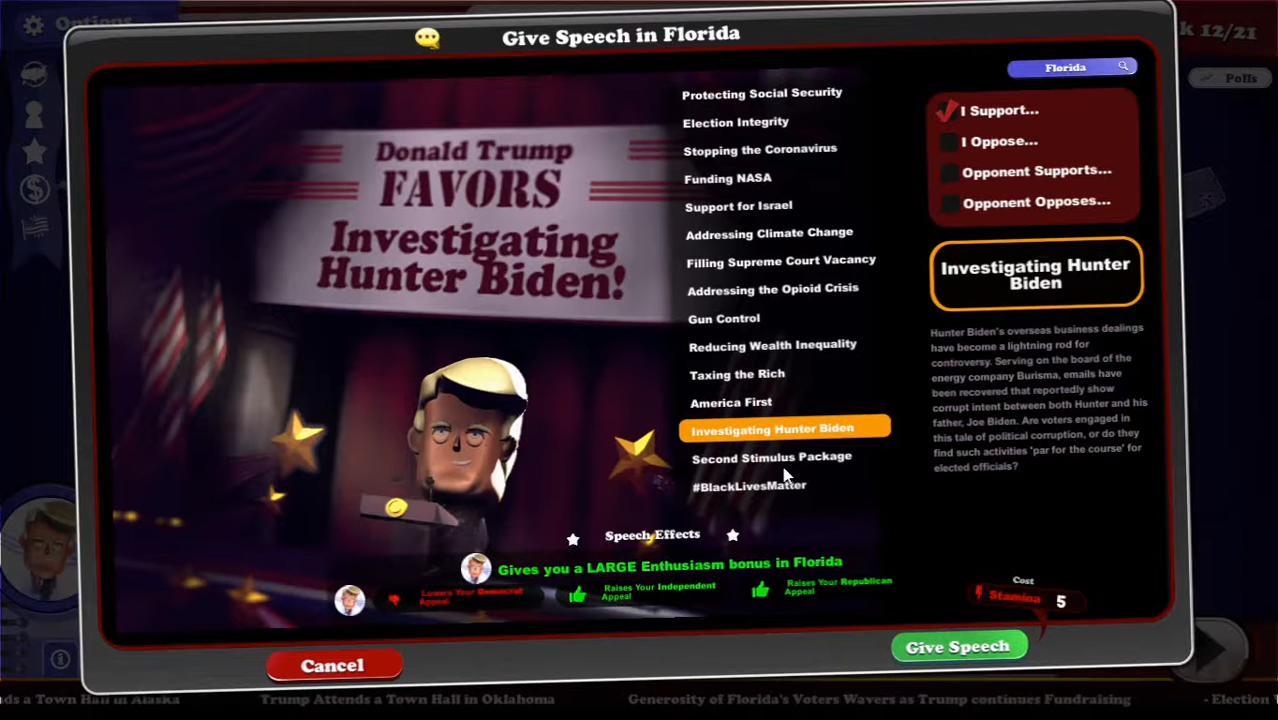 Options
Give Speech in Florida
k 12/21
Polls
Florida
Donald Trump
FAVORS
Investigating
Hunter Biden!
Protecting Social Security
Election Integrity
Stopping the Coronavirus
Funding NASA
Support for Israel
Addressing Climate Change
Filling Supreme Court Vacancy
Addressing the Opioid Crisis
Gun Control
Reducing Wealth Inequality
Taxing the Rich
America First
Investigating Hunter Biden
Second Stimulus Package
#BlackLivesMatter
I Support...
I Oppose...
Opponent Supports...
Opponent Opposes...
Investigating Hunter
Biden
Hunter Biden's overseas business dealings
have become a lightning rod for
controversy. Serving on the board of the
energy company Burisma, emails have
been recovered that reportedly show
corrupt intent between both Hunter and his
father, Joe Biden. Are voters engaged in
this tale of political corruption, or do they
find such activities 'par for the course' for
elected officials?
Speech Effects
Gives you a LARGE Enthusiasm bonus in Florida
Lowers Your Democrat
Appeal
Raises Your Independent
Appeal
Raises Your Republican
Appeal
Cost
Stamina 5
Cancel
Give Speech
ds a Town Hall in Alaska Trump Attends a Town Hall in Oklahoma Generosity of Florida's Voters Wavers as Trump continues Fundraising - Election